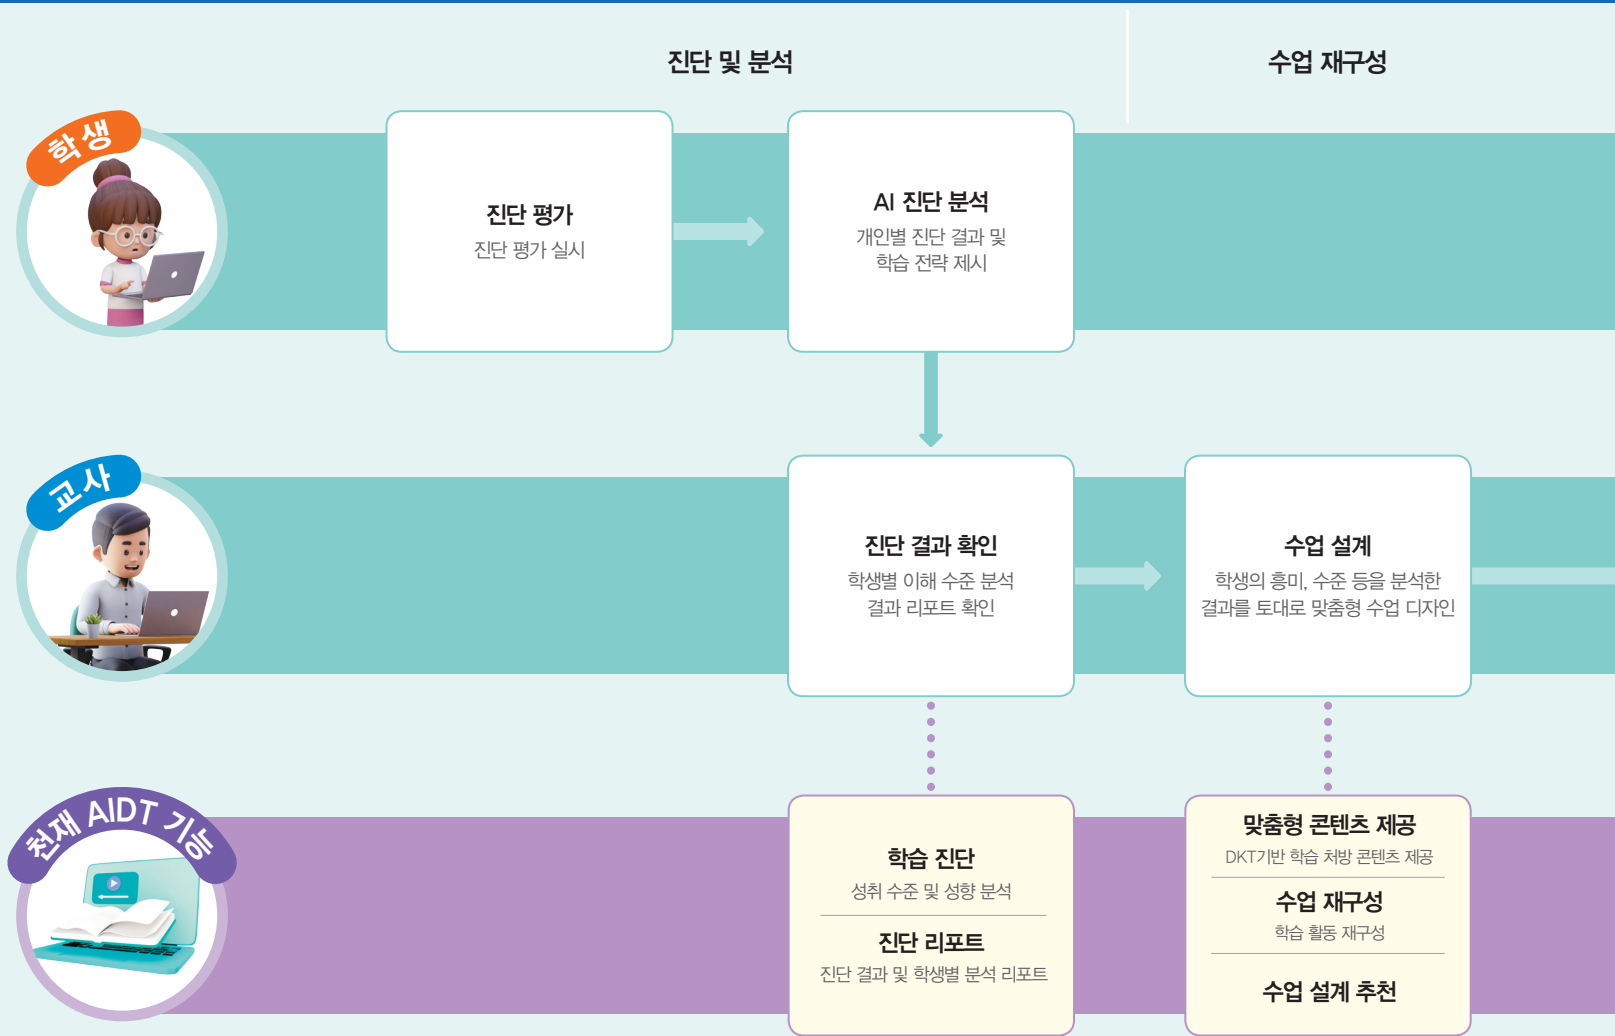 진단 및 분석
수업 재구성
학생
진단 평가
진단 평가 실시
AI 진단 분석
개인별 진단 결과 및
학습 전략 제시
교사
진단 결과 확인
학생별 이해 수준 분석
결과 리포트 확인
수업 설계
학생의 흥미, 수준 등을 분석한
결과를 토대로 맞춤형 수업 디자인
천재 AIDT 기능
학습 진단
성취 수준 및 성향 분석
진단 리포트
진단 결과 및 학생별 분석 리포트
맞춤형 콘텐츠 제공
DKT기반 학습 처방 콘텐츠 제공
수업 재구성
학습 활동 재구성
수업 설계 추천